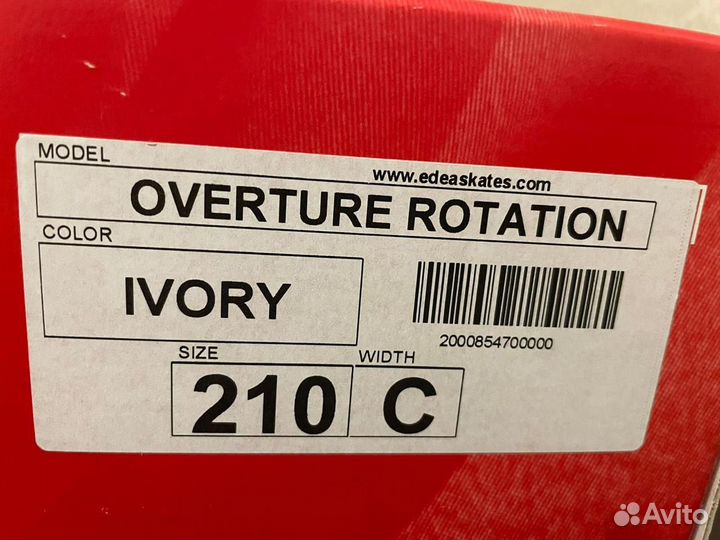 MODEL
www.edeaskates.com
OVERTURE ROTATION
COLOR
IVORY
2000854700000
SIZE
WIDTH
210
C
Avito